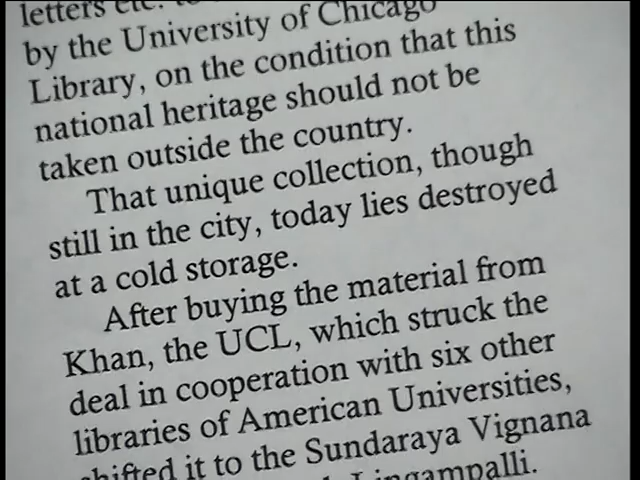 letters etc.
by the University of Chicago
Library, on the condition that this
national heritage should not be
taken outside the country.
That unique collection, though
still in the city, today lies destroyed
at a cold storage.
After buying the material from
Khan, the UCL, which struck the
deal in cooperation with six other
libraries of American Universities,
shifted it to the Sundaraya Vignana
Lingampalli.